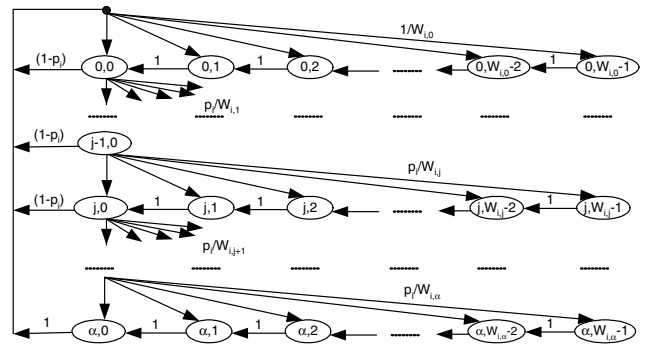 1/W_{i,0}
(1-p_i) 0,0 1 0,1 1 0,2 0,W_{i,0}-2 1 0,W_{i,0}-1
p_i/W_{i,1}
(1-p_i) j-1,0
p_i/W_{i,j}
(1-p_i) j,0 1 j,1 1 j,2 j,W_{i,j}-2 1 j,W_{i,j}-1
p_i/W_{i,j+1}
p_i/W_{i,α}
1 α,0 1 α,1 1 α,2 α,W_{i,α}-2 1 α,W_{i,α}-1